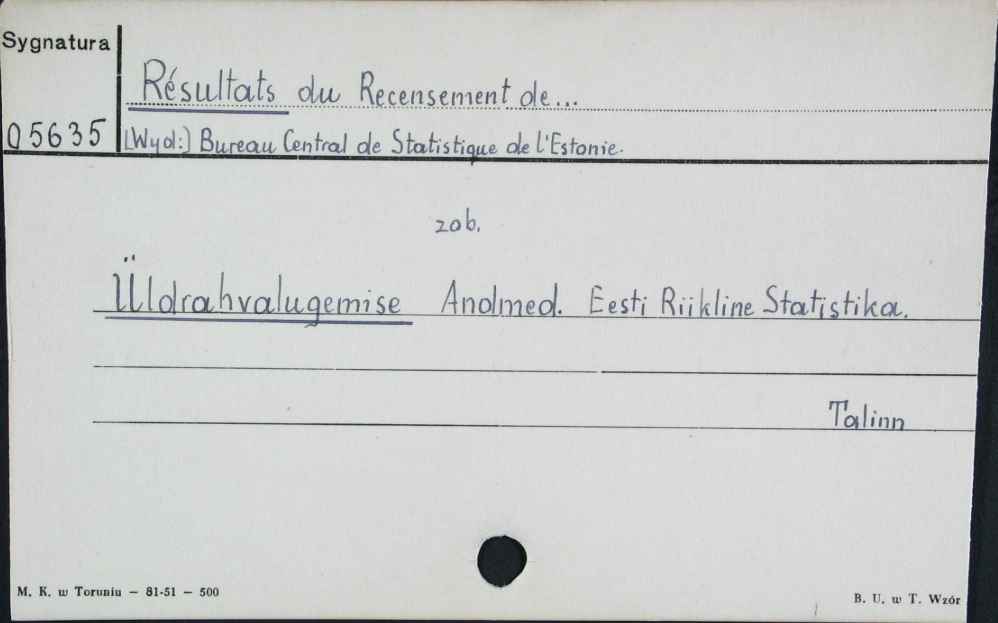 Sygnatura
Résultats du Recensement de...
05635
[Wyd:] Bureau Central de Statistique de l'Estonie.
zob.
Üldrahvalugemise Andmed. Eesti Riikline Statistika.
Talinn
M. K. w Toruniu — 81-51 — 500
B. U. w T. Wzór